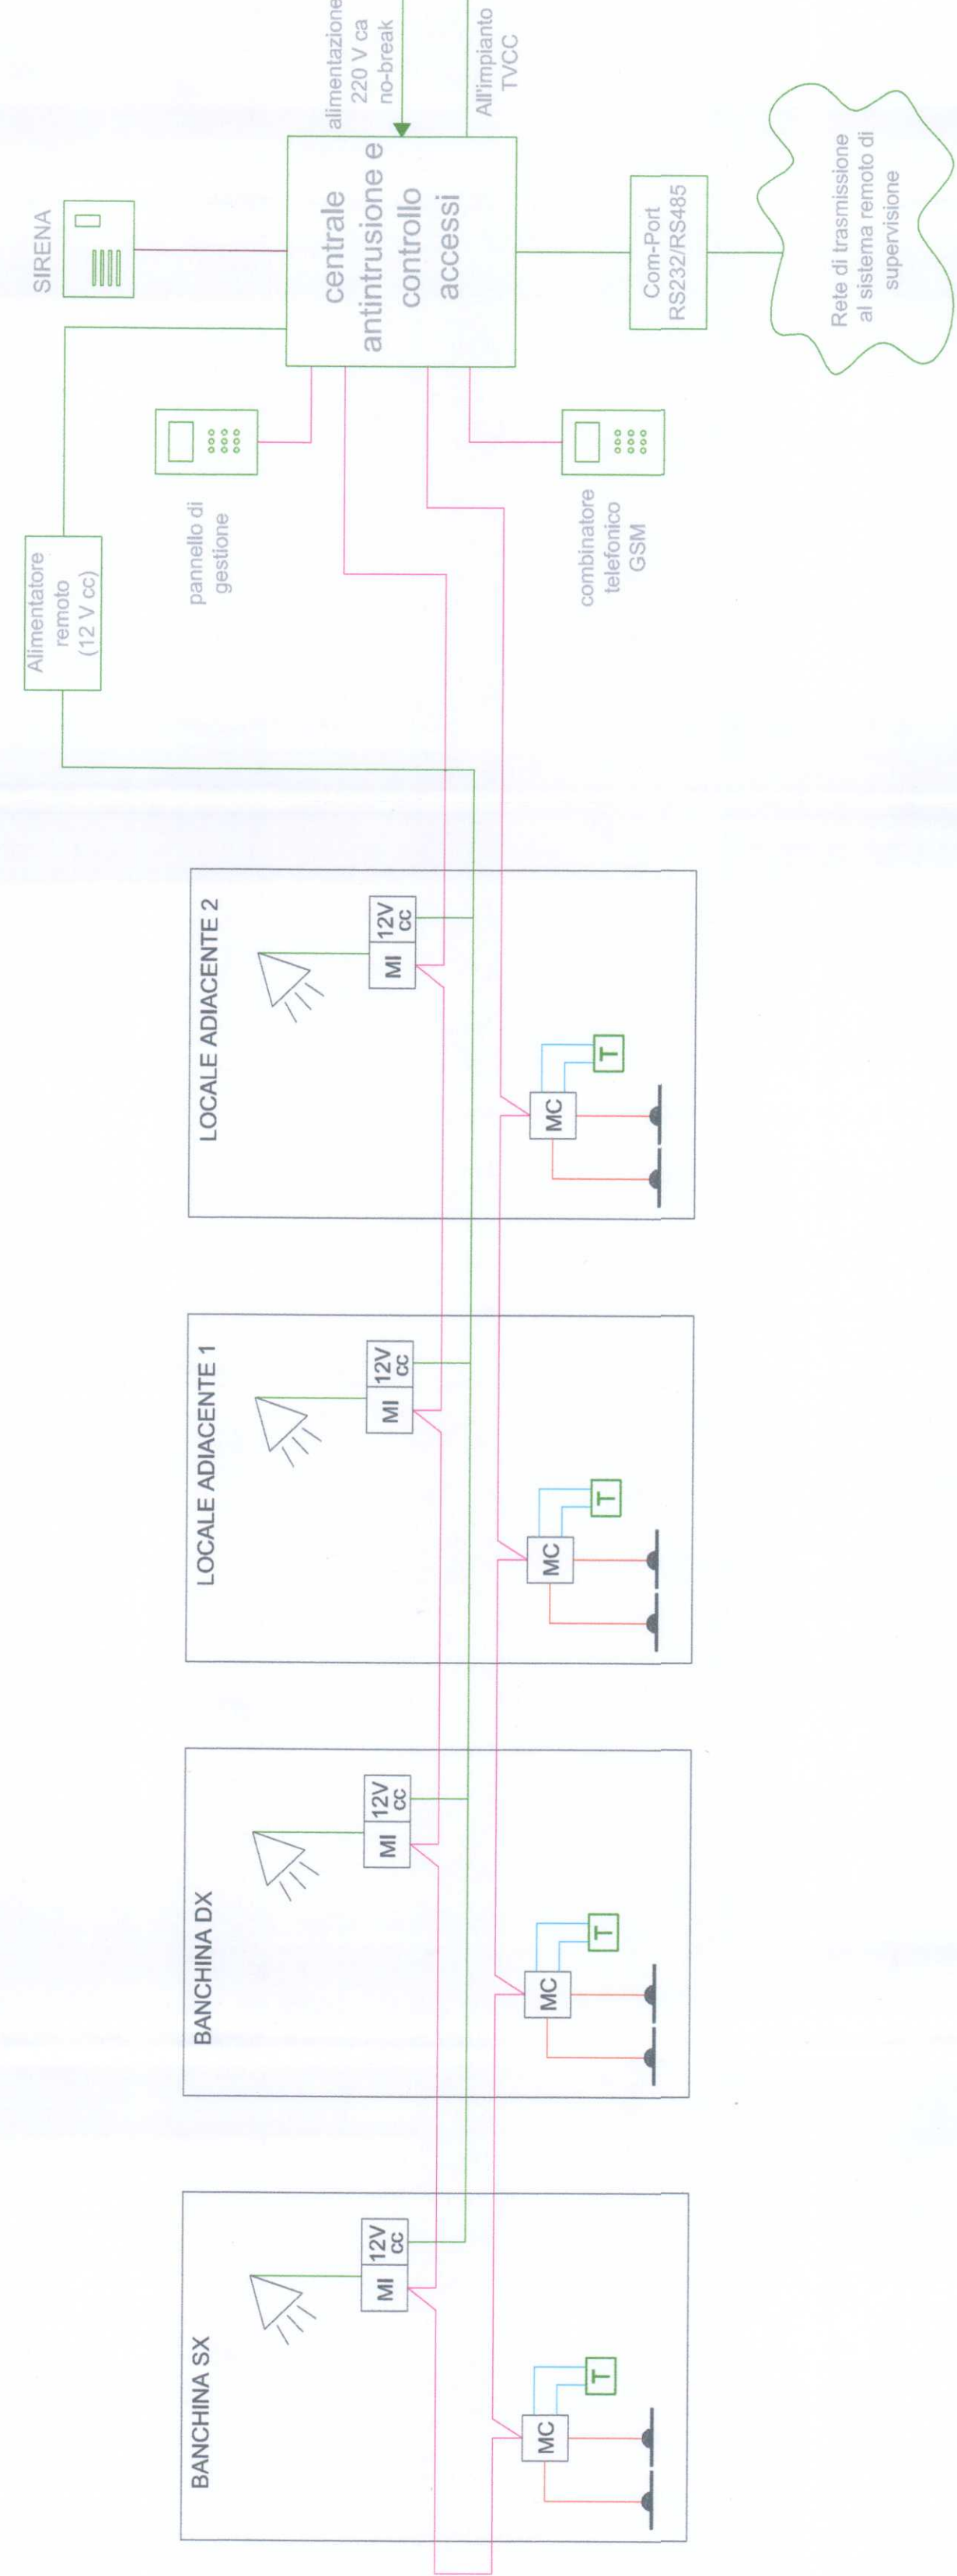 BANCHINA SX
MI
12V
cc
MC
T
BANCHINA DX
MI
12V
cc
MC
T
LOCALE ADIACENTE 1
MI
12V
cc
MC
T
LOCALE ADIACENTE 2
MI
12V
cc
MC
T
Alimentatore
remoto
(12 V cc)
pannello di
gestione
combinatore
telefonico
GSM
SIRENA
centrale
antintrusione e
controllo
accessi
alimentazione
220 V ca
no-break
All'impianto
TVCC
Com-Port
RS232/RS485
Rete di trasmissione
al sistema remoto di
supervisione